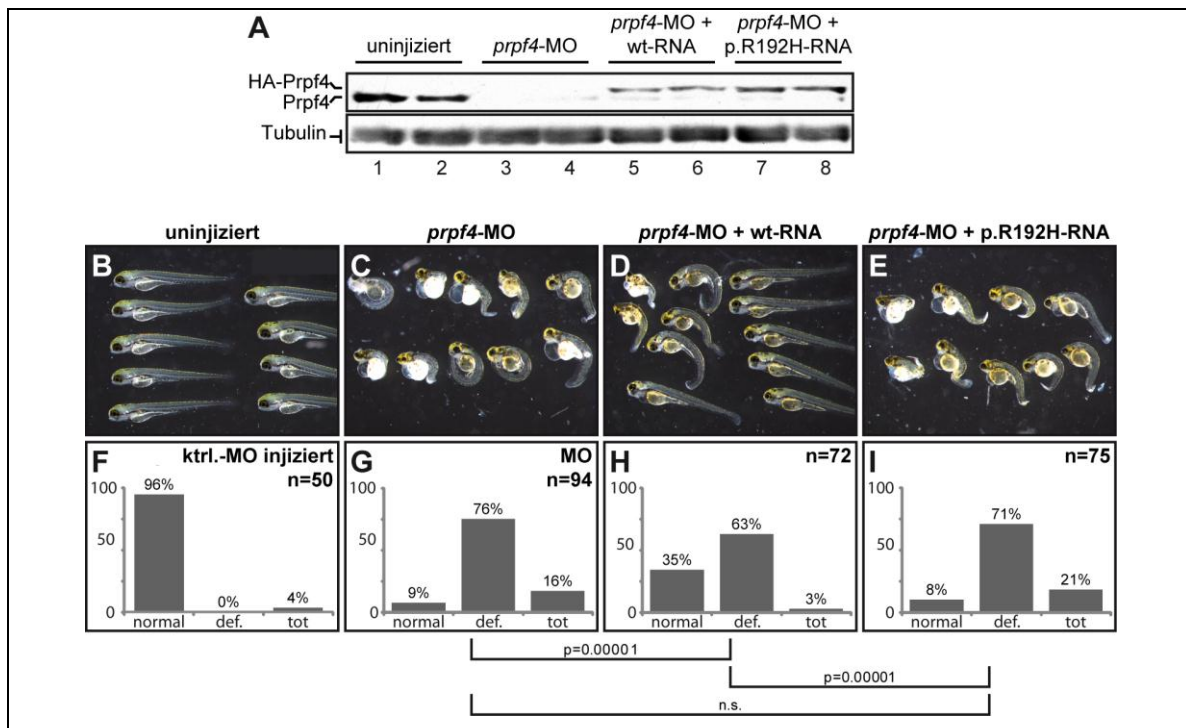 A
uninjiziert
prpf4-MO
prpf4-MO +
wt-RNA
prpf4-MO +
p.R192H-RNA
HA-Prpf4
Prpf4
Tubulin
1 2 3 4 5 6 7 8
uninjiziert
prpf4-MO
prpf4-MO + wt-RNA
prpf4-MO + p.R192H-RNA
B
C
D
E
F
ktrl.-MO injiziert
n=50
100
50
0
96%
0%
4%
normal def. tot
G
MO
n=94
100
50
0
9%
76%
16%
normal def. tot
H
n=72
100
50
0
35%
63%
3%
normal def. tot
I
n=75
100
50
0
8%
71%
21%
normal def. tot
p=0.00001
p=0.00001
n.s.